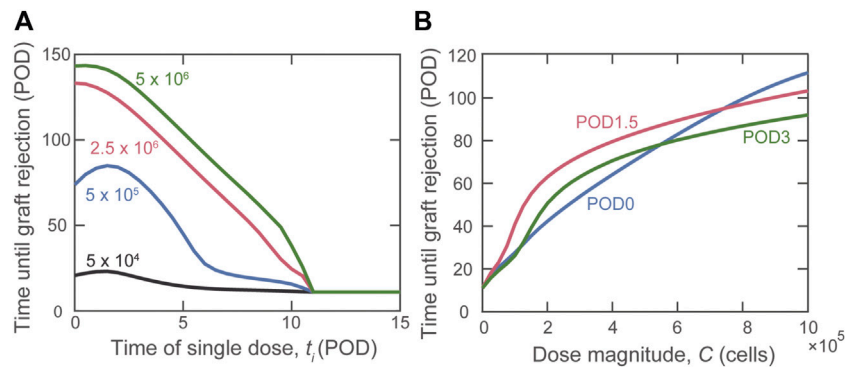 A
Time until graft rejection (POD)
150
100
50
0
5 x 10⁶
2.5 x 10⁶
5 x 10⁵
5 x 10⁴
0 5 10 15
Time of single dose, tᵢ (POD)
B
Time until graft rejection (POD)
120
100
80
60
40
20
0
POD1.5
POD3
POD0
0 2 4 6 8 10
×10⁵
Dose magnitude, C (cells)